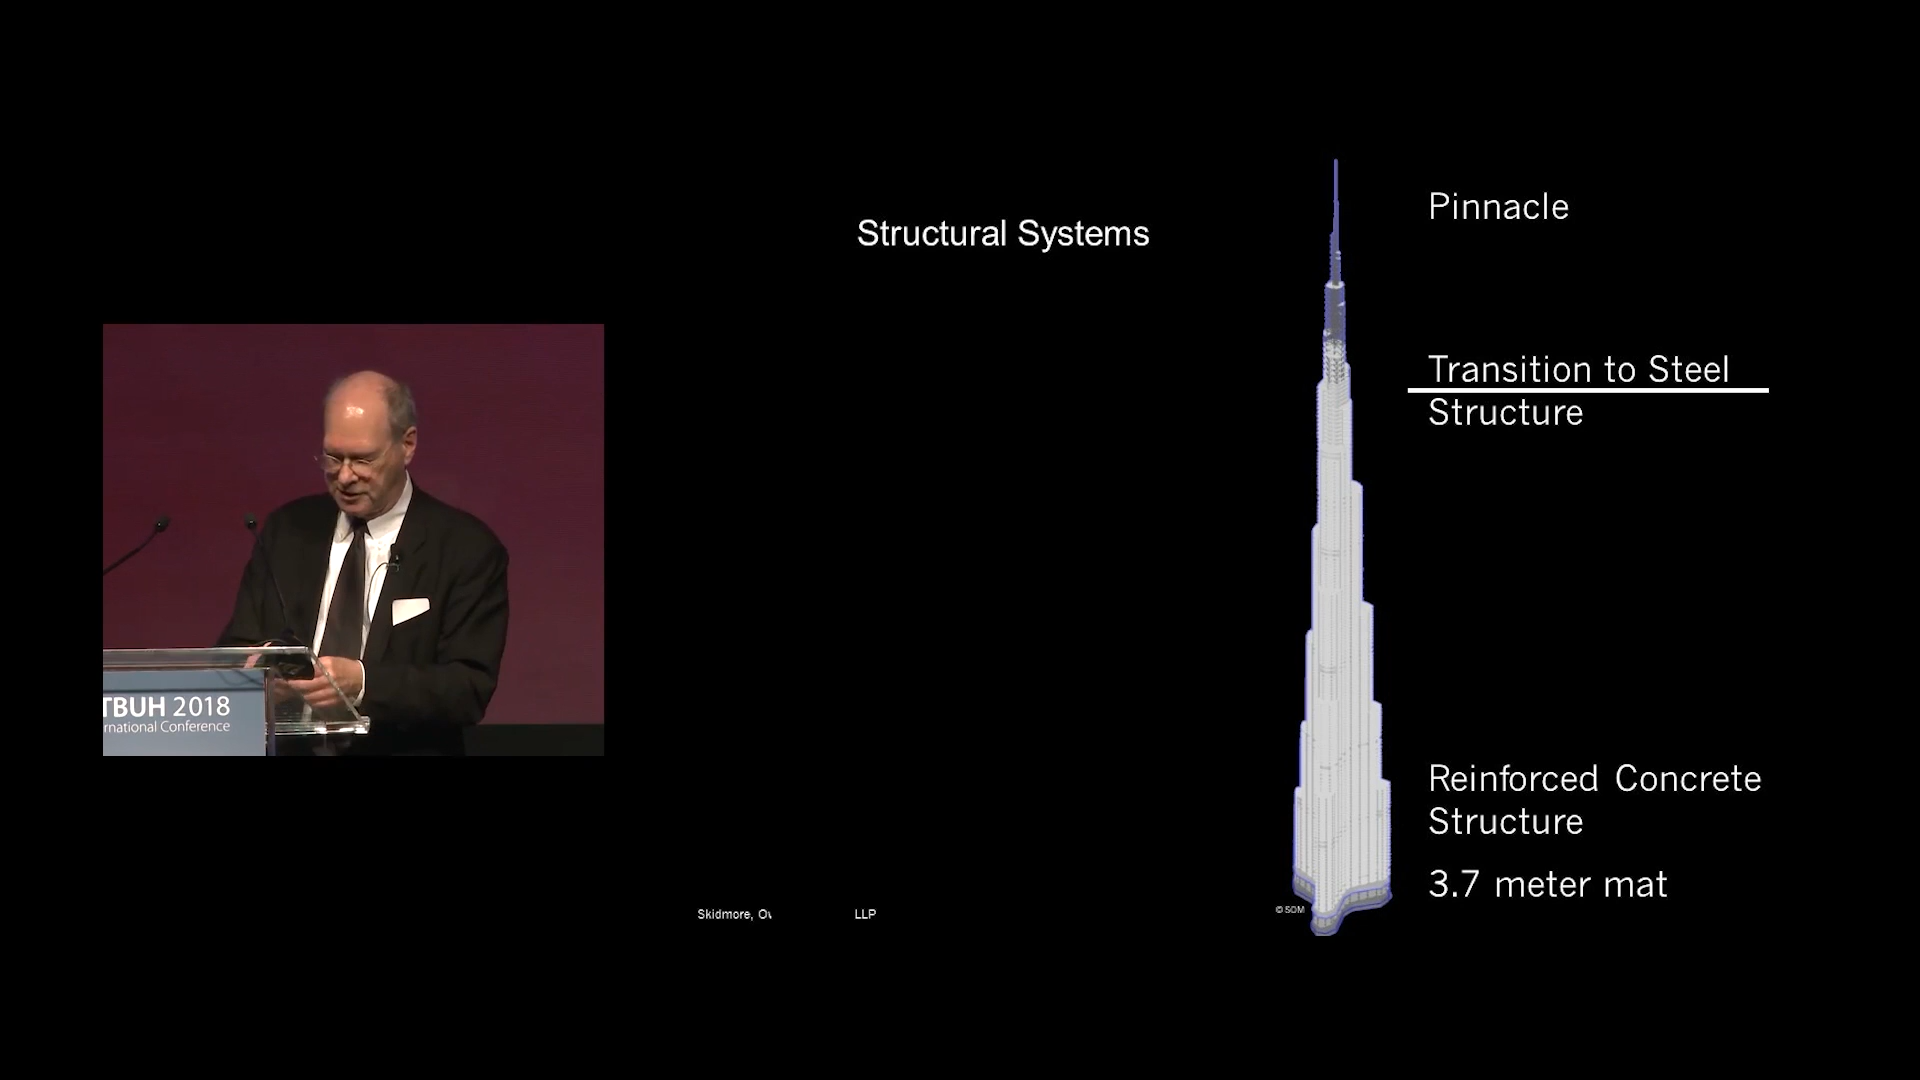 Structural Systems
Pinnacle
Transition to Steel
Structure
Reinforced Concrete
Structure
3.7 meter mat
© SOM
Skidmore, LLP
TBUH 2018
rnational Conference